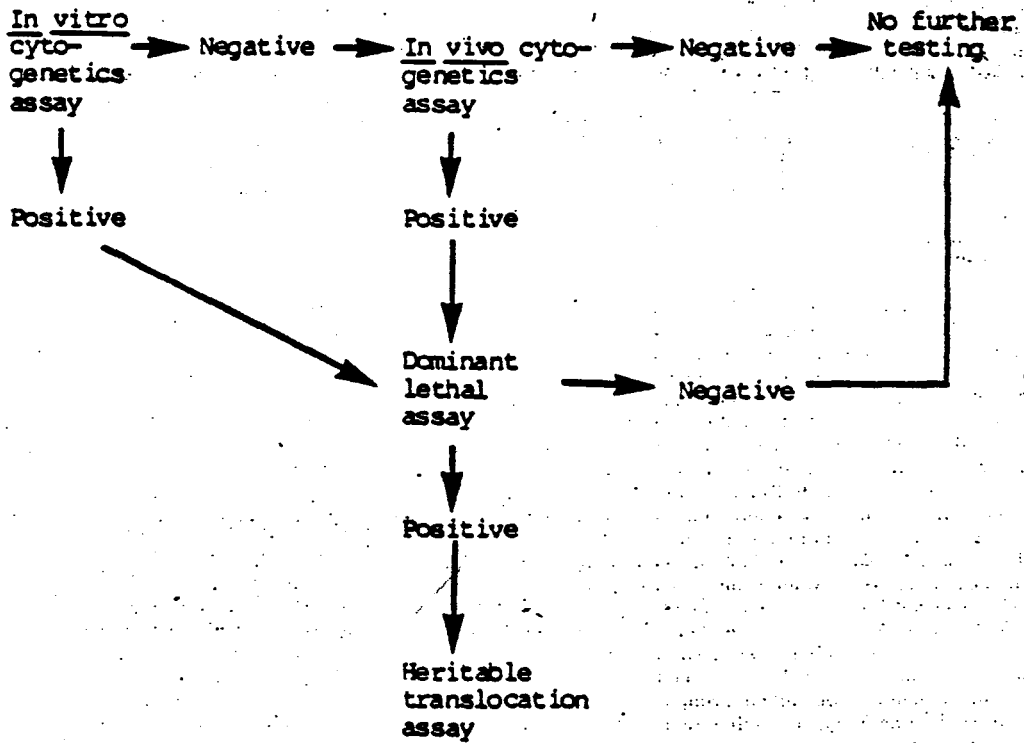 In vitro
cyto-
genetics
assay
Negative
In vivo cyto-
genetics
assay
Negative
No further
testing
Positive
Positive
Dominant
lethal
assay
Negative
Positive
Heritable
translocation
assay